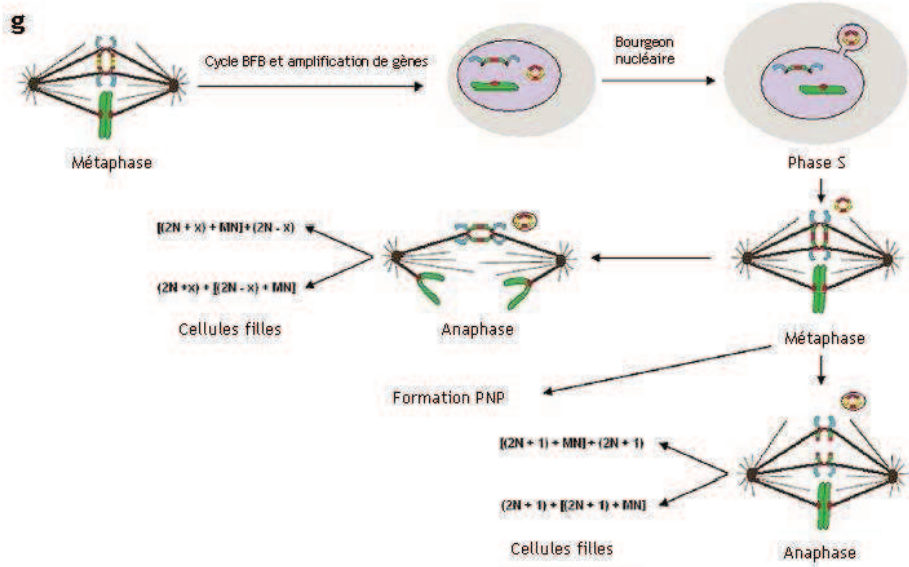 g
Cycle BFB et amplification de gènes
Bourgeon
nucléaire
Métaphase
Phase S
[(2N + x) + MN]+(2N - x)
(2N +x) + [(2N - x) + MN]
Cellules filles
Anaphase
Métaphase
Formation PNP
[(2N + 1) + MN] + (2N + 1)
(2N + 1) + [(2N + 1) + MN]
Cellules filles
Anaphase